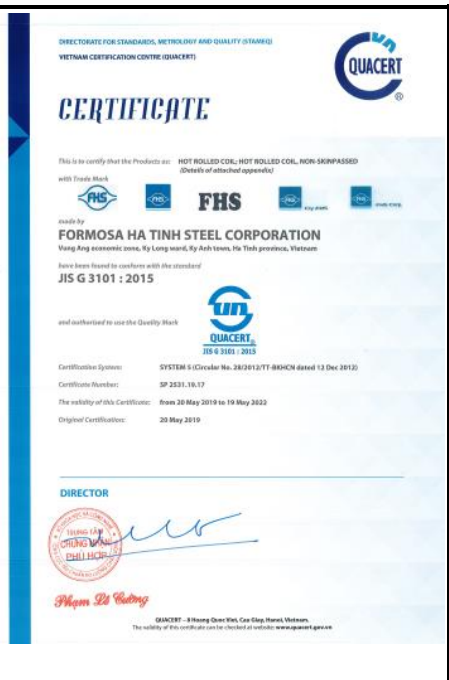 DIRECTORATE FOR STANDARDS, METROLOGY AND QUALITY (STAMEQ)
VIETNAM CERTIFICATION CENTRE (QUACERT)
QUACERT
®
CERTIFICATE
This is to certify that the Products as: HOT ROLLED COIL; HOT ROLLED COIL, NON-SKINPASSED
(Details of attached appendix)
with Trade Mark
FHS FHS FHS
made by
FORMOSA HA TINH STEEL CORPORATION
Vung Ang economic zone, Ky Long ward, Ky Anh town, Ha Tinh province, Vietnam
have been found to conform with the standard
JIS G 3101 : 2015
and authorised to use the Quality Mark
QUACERT
JIS G 3101 : 2015
Certification System: SYSTEM 5 (Circular No. 28/2012/TT-BKHCN dated 12 Dec 2012)
Certificate Number: SP 2531.19.17
The validity of this Certificate: from 20 May 2019 to 19 May 2022
Original Certification: 20 May 2019
DIRECTOR
TRUNG TÂM
CHỨNG NHẬN
PHÙ HỢP
Phạm Lê Cường
QUACERT – 8 Hoang Quoc Viet, Cau Giay, Hanoi, Vietnam.
The validity of this certificate can be checked at website: www.quacert.gov.vn